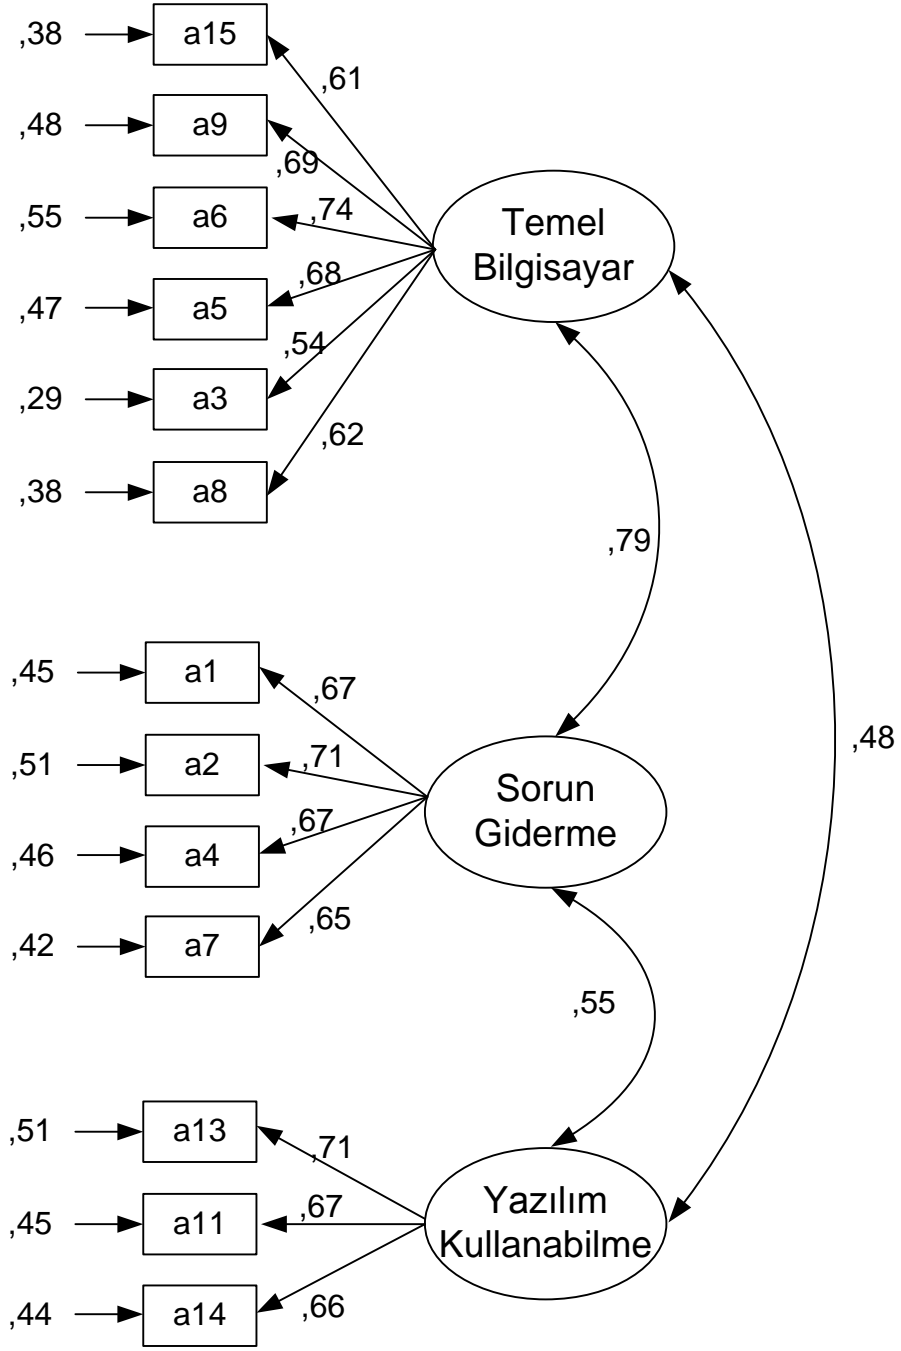 ,38 a15 ,61
,48 a9 ,69
,55 a6 ,74
,47 a5 ,68
,29 a3 ,54
,38 a8 ,62
Temel
Bilgisayar
,79
,48
,45 a1 ,67
,51 a2 ,71
,46 a4 ,67
,42 a7 ,65
Sorun
Giderme
,55
,51 a13 ,71
,45 a11 ,67
,44 a14 ,66
Yazılım
Kullanabilme